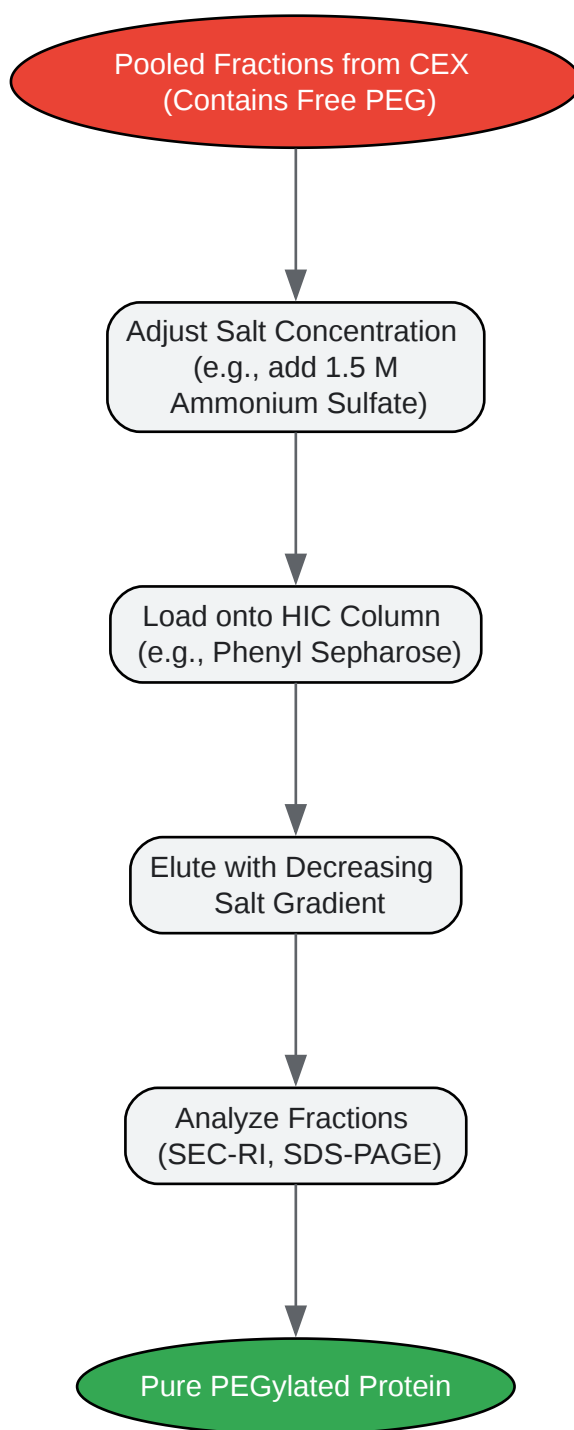 Pooled Fractions from CEX
(Contains Free PEG)
Adjust Salt Concentration
(e.g., add 1.5 M
Ammonium Sulfate)
Load onto HIC Column
(e.g., Phenyl Sepharose)
Elute with Decreasing
Salt Gradient
Analyze Fractions
(SEC-RI, SDS-PAGE)
Pure PEGylated Protein